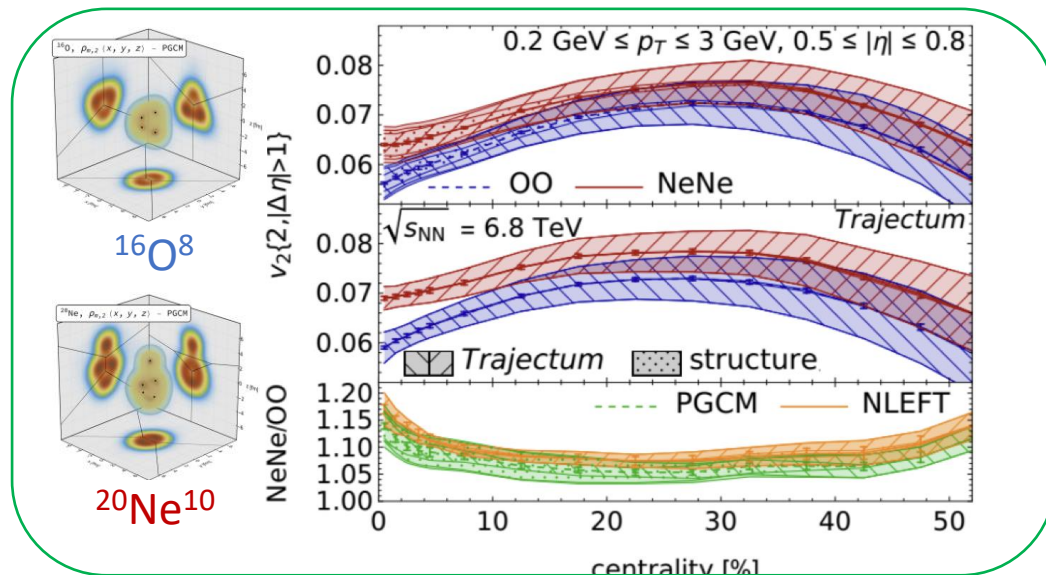 ¹⁶O, ρₘ,₂ (x, y, z) – PGCM
¹⁶O⁸
²⁰Ne, ρₘ,₂ (x, y, z) – PGCM
²⁰Ne¹⁰
v₂{2,|Δη|>1}
0.2 GeV ≤ p_T ≤ 3 GeV, 0.5 ≤ |η| ≤ 0.8
0.08
0.07
0.06
OO NeNe
√s_NN = 6.8 TeV
Trajectum
0.08
0.07
0.06
Trajectum structure
NeNe/OO
1.20
1.15
1.10
1.05
1.00
PGCM NLEFT
0 10 20 30 40 50
centrality [%]